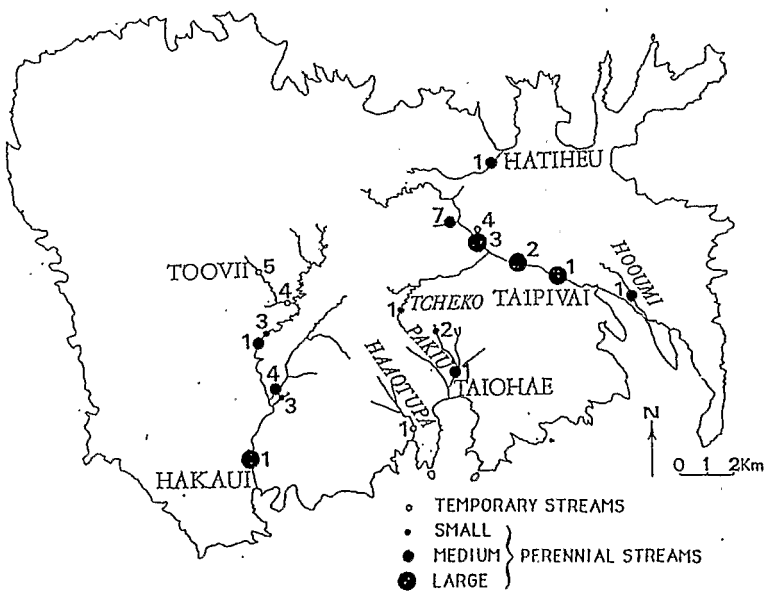 1 HATIHEU
7
4
3
2
1
TOOVII 5
4
HOOUMI
1
TAIPIVAI
TCHEKO
1
3
1
2
PAKIU
HAAOTUPA
1
TAIOHAE
4
3
1
N
1
HAKAUI
0 1 2Km
TEMPORARY STREAMS
SMALL
MEDIUM PERENNIAL STREAMS
LARGE